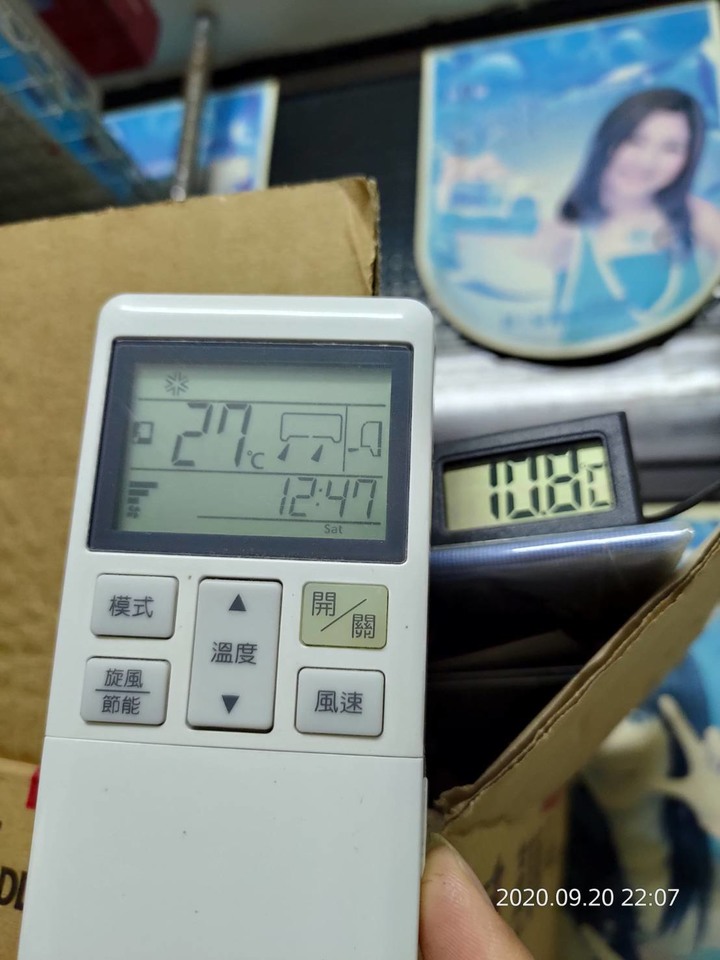 27°C
12:47
Sat
10.8°C
模式
▲
溫度
▼
開/關
旋風
節能
風速
2020.09.20 22:07